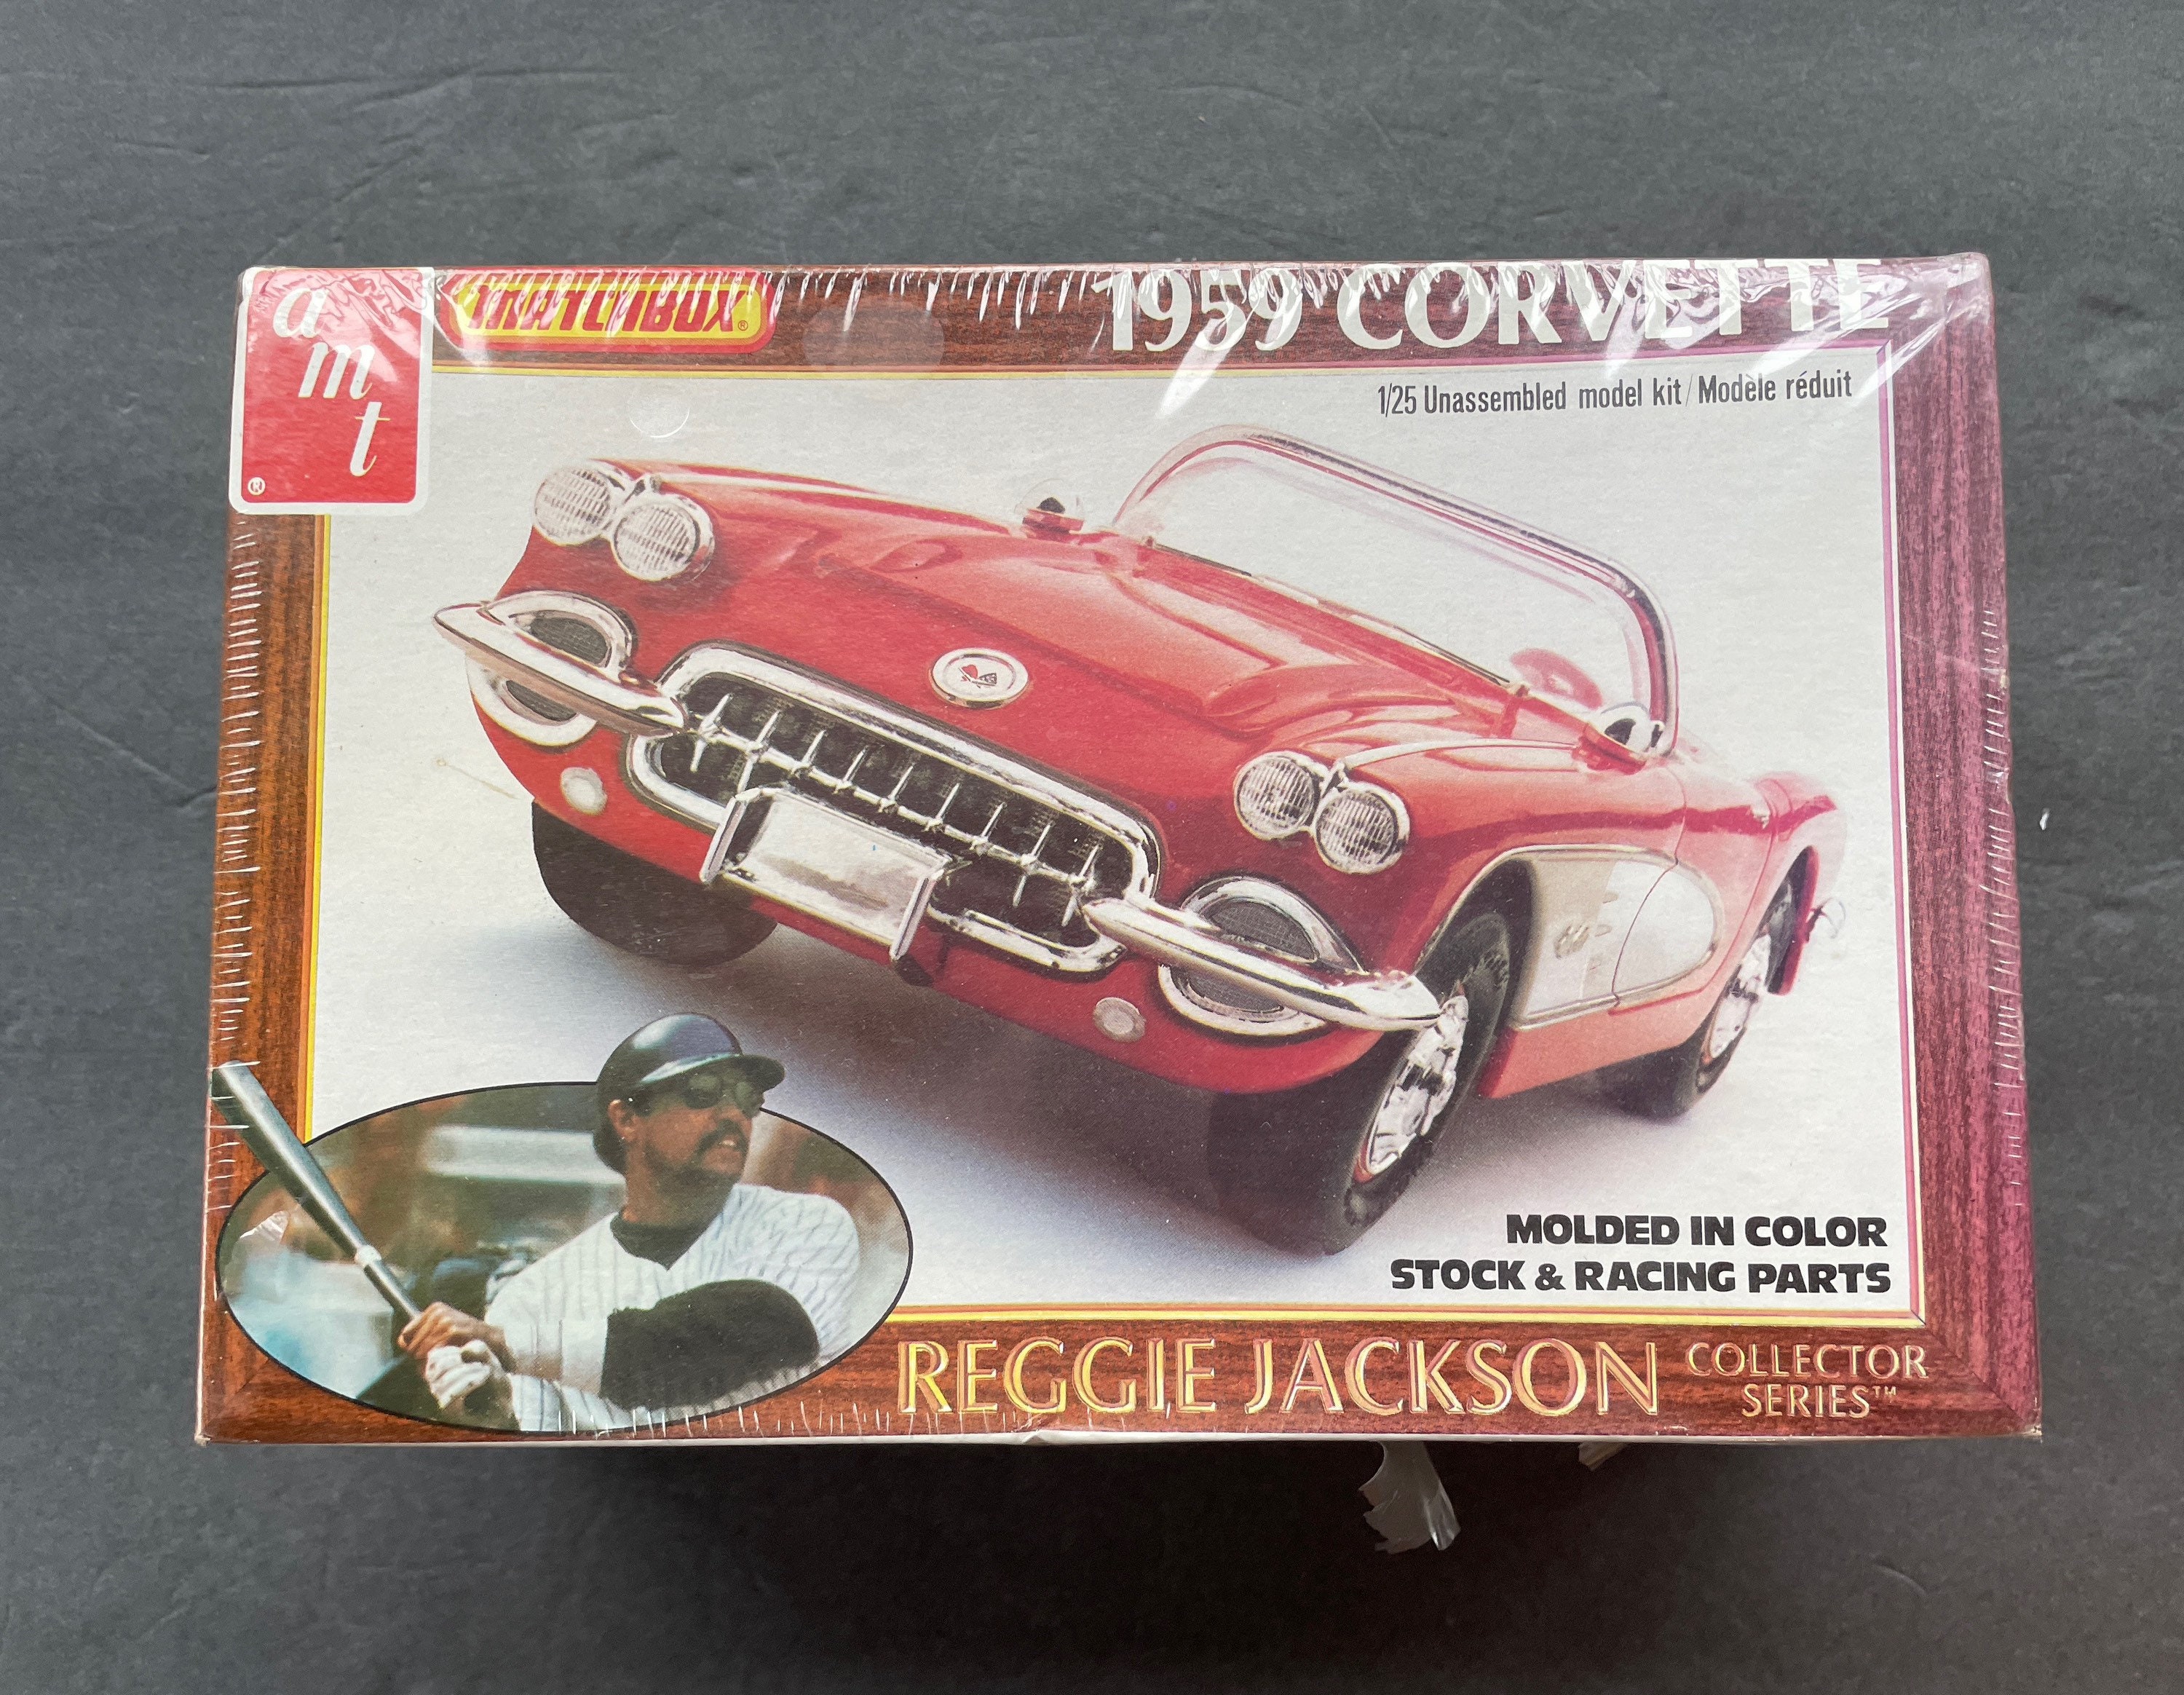 amt
®
MATCHBOX®
1959 CORVETTE
1/25 Unassembled model kit/Modèle réduit
MOLDED IN COLOR
STOCK & RACING PARTS
REGGIE JACKSON
COLLECTOR
SERIES™